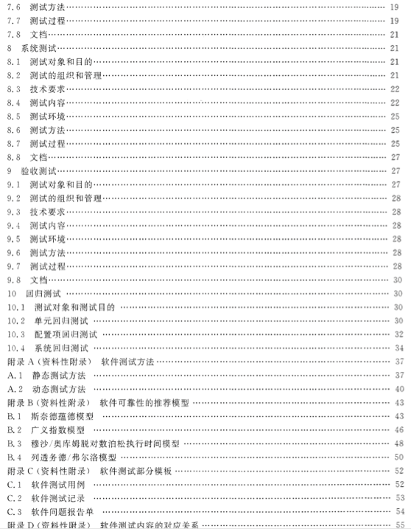 7.6 测试方法 19
7.7 测试过程 19
7.8 文档 21
8 系统测试 21
8.1 测试对象和目的 21
8.2 测试的组织和管理 21
8.3 技术要求 22
8.4 测试内容 22
8.5 测试环境 25
8.6 测试方法 25
8.7 测试过程 25
8.8 文档 27
9 验收测试 27
9.1 测试对象和目的 27
9.2 测试的组织和管理 28
9.3 技术要求 28
9.4 测试内容 28
9.5 测试环境 28
9.6 测试方法 28
9.7 测试过程 28
9.8 文档 30
10 回归测试 30
10.1 测试对象和测试目的 30
10.2 单元回归测试 30
10.3 配置项回归测试 32
10.4 系统回归测试 34
附录 A(资料性附录) 软件测试方法 37
A.1 静态测试方法 37
A.2 动态测试方法 40
附录 B(资料性附录) 软件可靠性的推荐模型 43
B.1 斯奈德蕴德模型 43
B.2 广义指数模型 46
B.3 穆沙/奥库姆脱对数泊松执行时间模型 48
B.4 列透务德/弗尔洛模型 50
附录 C(资料性附录) 软件测试部分模板 52
C.1 软件测试用例 52
C.2 软件测试记录 53
C.3 软件问题报告单 54
附录 D(资料性附录) 软件测试内容的对应关系 55